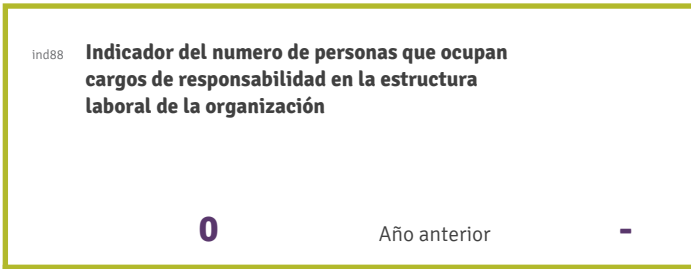 ind88 Indicador del numero de personas que ocupan
cargos de responsabilidad en la estructura
laboral de la organización
0 Año anterior -